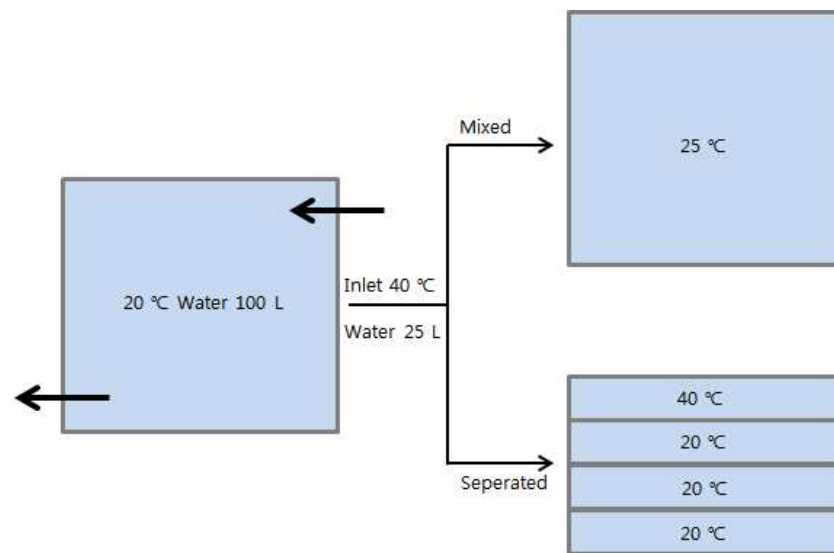 Mixed
25 ℃
20 ℃ Water 100 L
Inlet 40 ℃
Water 25 L
40 ℃
20 ℃
20 ℃
20 ℃
Seperated